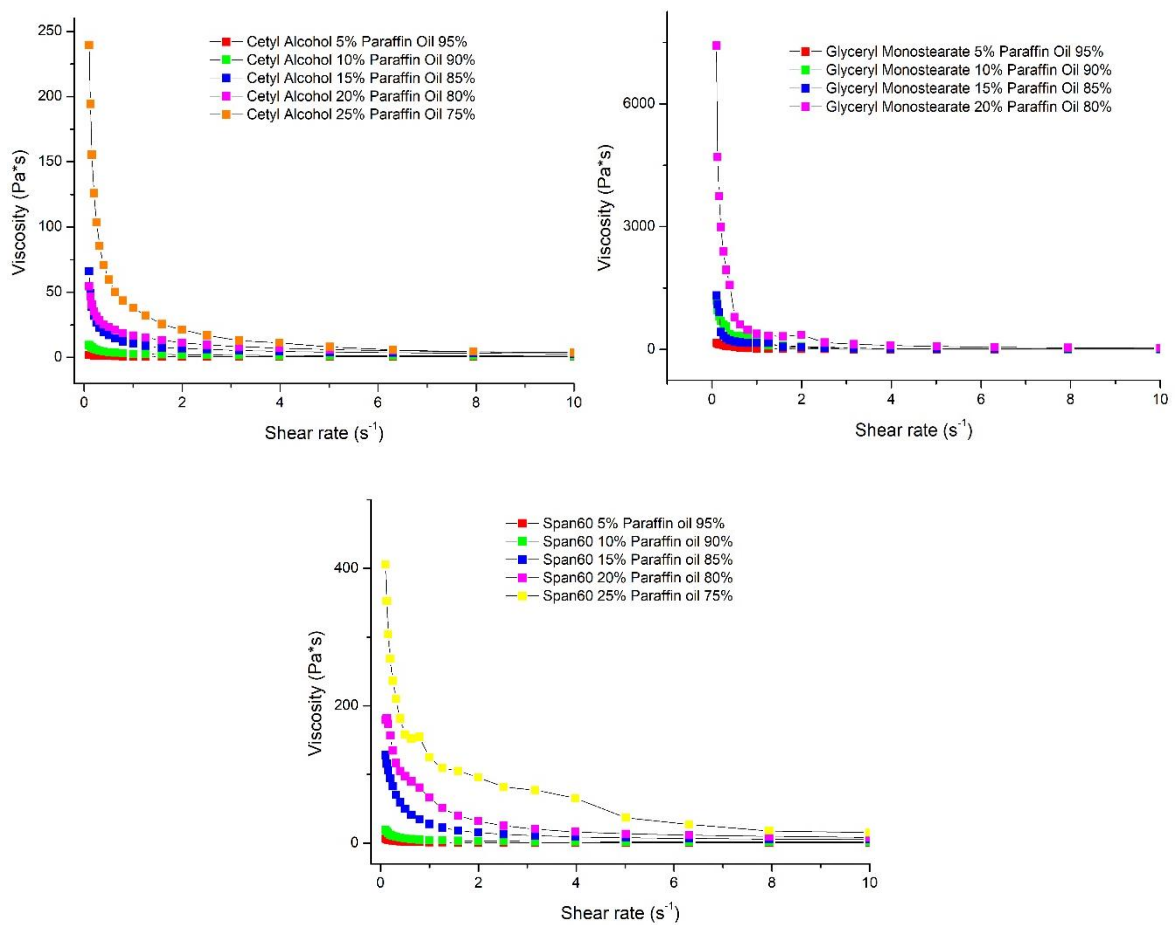 250
200
150
100
50
0
Viscosity (Pa*s)
Cetyl Alcohol 5% Paraffin Oil 95%
Cetyl Alcohol 10% Paraffin Oil 90%
Cetyl Alcohol 15% Paraffin Oil 85%
Cetyl Alcohol 20% Paraffin Oil 80%
Cetyl Alcohol 25% Paraffin Oil 75%
0 2 4 6 8 10
Shear rate (s⁻¹)
6000
3000
0
Viscosity (Pa*s)
Glyceryl Monostearate 5% Paraffin Oil 95%
Glyceryl Monostearate 10% Paraffin Oil 90%
Glyceryl Monostearate 15% Paraffin Oil 85%
Glyceryl Monostearate 20% Paraffin Oil 80%
0 2 4 6 8 10
Shear rate (s⁻¹)
400
200
0
Viscosity (Pa*s)
Span60 5% Paraffin oil 95%
Span60 10% Paraffin oil 90%
Span60 15% Paraffin oil 85%
Span60 20% Paraffin oil 80%
Span60 25% Paraffin oil 75%
0 2 4 6 8 10
Shear rate (s⁻¹)